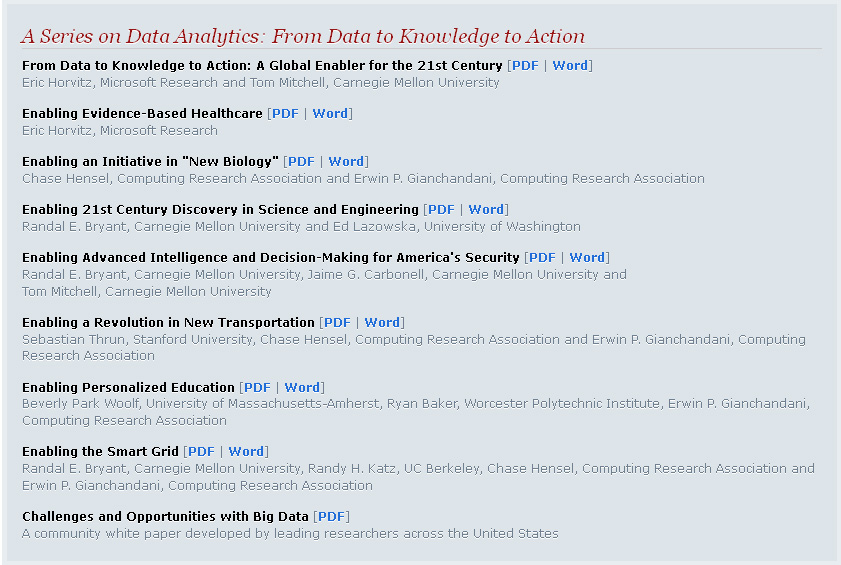 A Series on Data Analytics: From Data to Knowledge to Action
From Data to Knowledge to Action: A Global Enabler for the 21st Century [PDF | Word]
Eric Horvitz, Microsoft Research and Tom Mitchell, Carnegie Mellon University
Enabling Evidence-Based Healthcare [PDF | Word]
Eric Horvitz, Microsoft Research
Enabling an Initiative in "New Biology" [PDF | Word]
Chase Hensel, Computing Research Association and Erwin P. Gianchandani, Computing Research Association
Enabling 21st Century Discovery in Science and Engineering [PDF | Word]
Randal E. Bryant, Carnegie Mellon University and Ed Lazowska, University of Washington
Enabling Advanced Intelligence and Decision-Making for America's Security [PDF | Word]
Randal E. Bryant, Carnegie Mellon University, Jaime G. Carbonell, Carnegie Mellon University and
Tom Mitchell, Carnegie Mellon University
Enabling a Revolution in New Transportation [PDF | Word]
Sebastian Thrun, Stanford University, Chase Hensel, Computing Research Association and Erwin P. Gianchandani, Computing
Research Association
Enabling Personalized Education [PDF | Word]
Beverly Park Woolf, University of Massachusetts-Amherst, Ryan Baker, Worcester Polytechnic Institute, Erwin P. Gianchandani,
Computing Research Association
Enabling the Smart Grid [PDF | Word]
Randal E. Bryant, Carnegie Mellon University, Randy H. Katz, UC Berkeley, Chase Hensel, Computing Research Association and
Erwin P. Gianchandani, Computing Research Association
Challenges and Opportunities with Big Data [PDF]
A community white paper developed by leading researchers across the United States